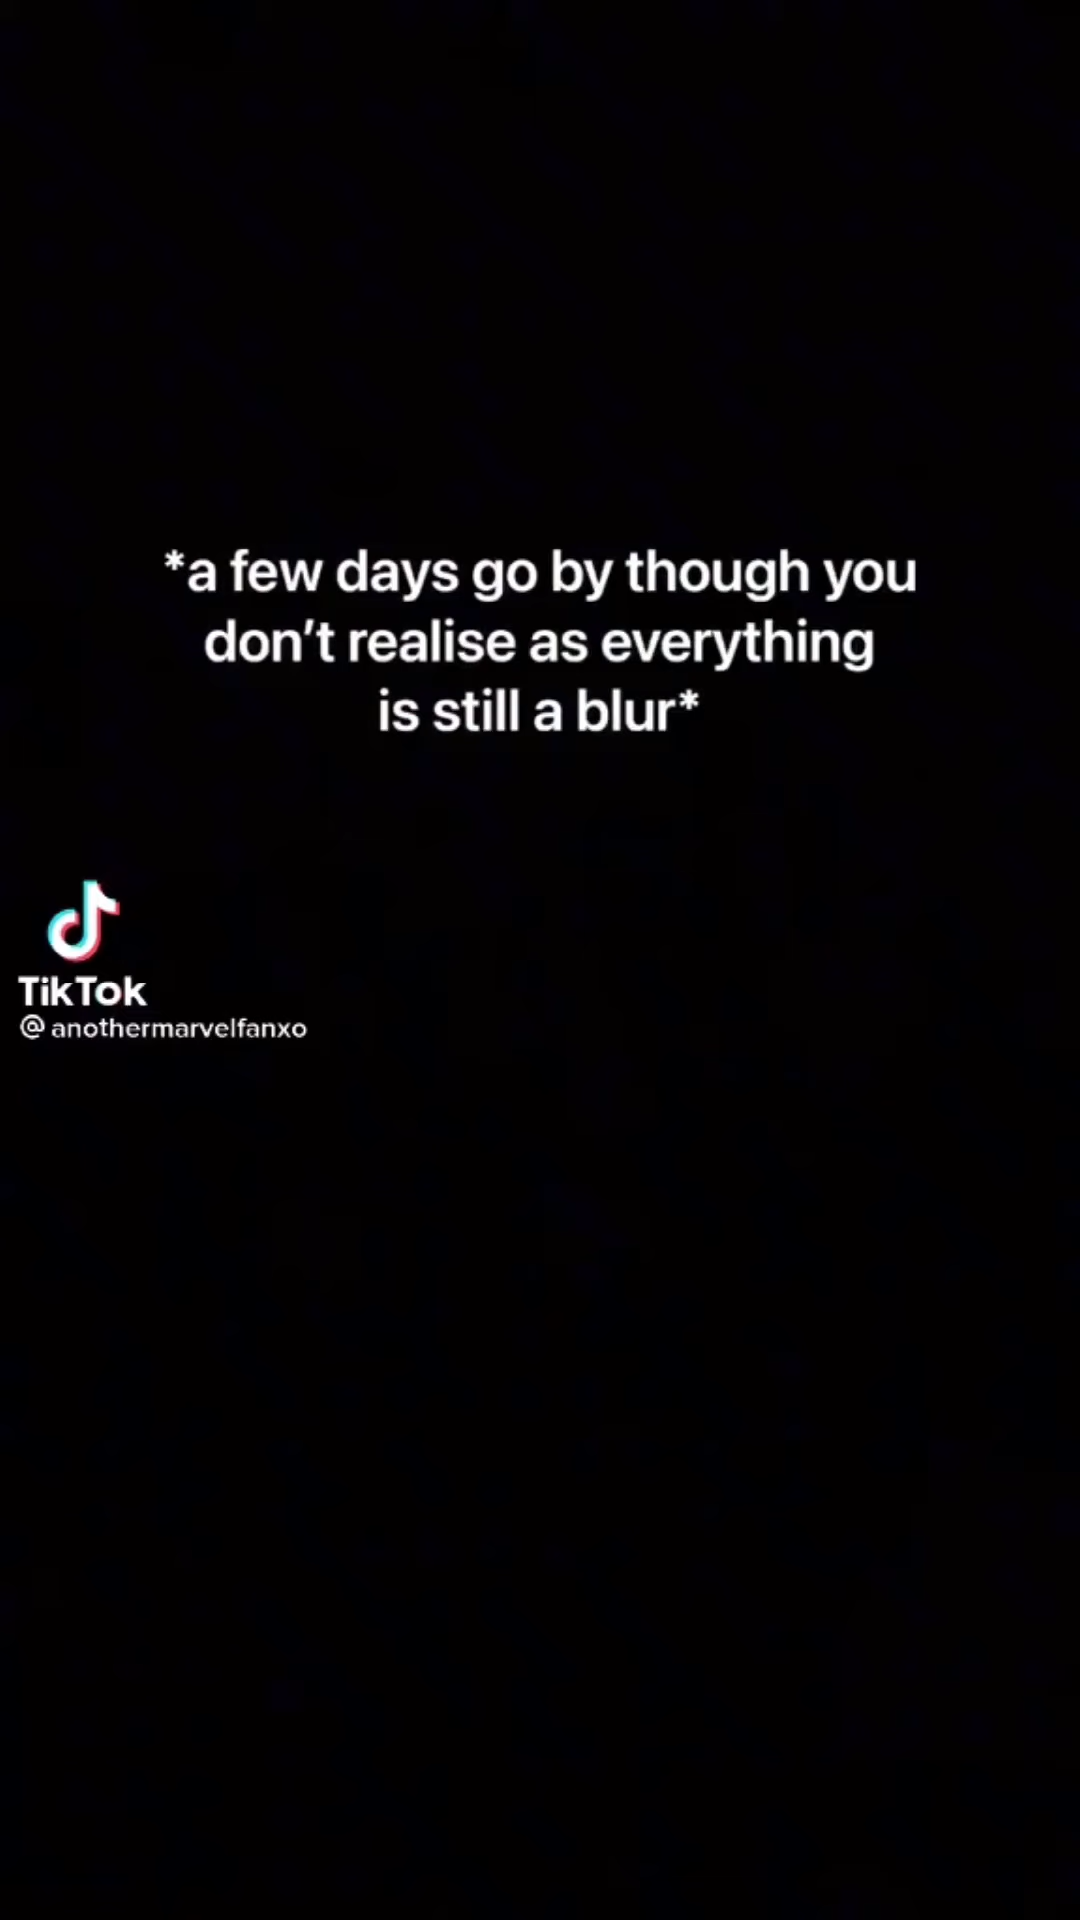 *a few days go by though you
don’t realise as everything
is still a blur*
TikTok
@anothermarvelfanxo